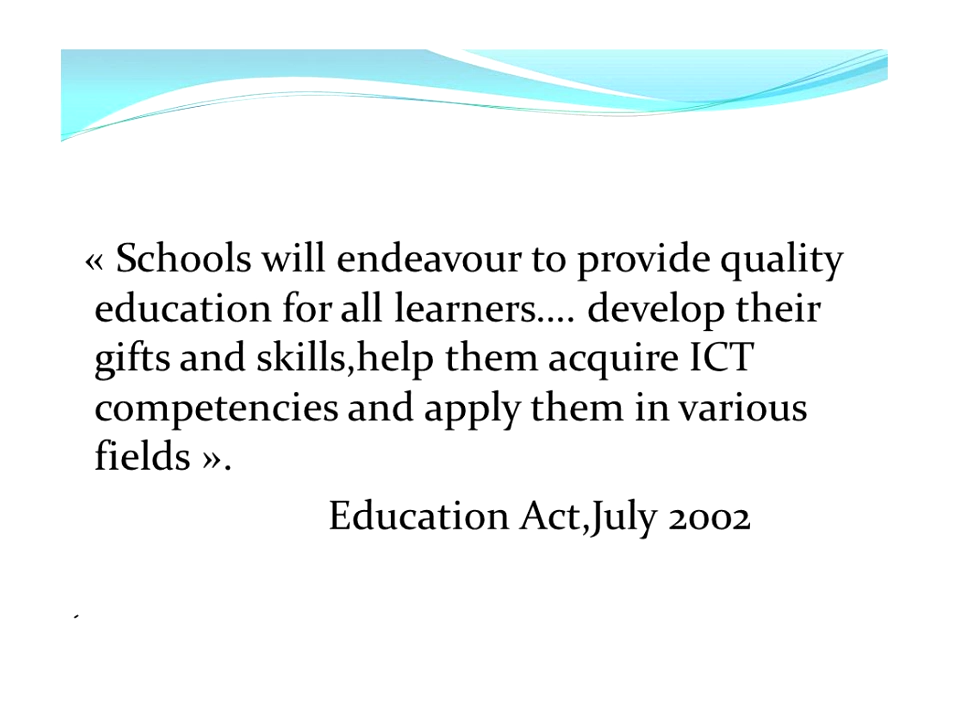 « Schools will endeavour to provide quality
education for all learners…. develop their
gifts and skills,help them acquire ICT
competencies and apply them in various
fields ».
Education Act,July 2002